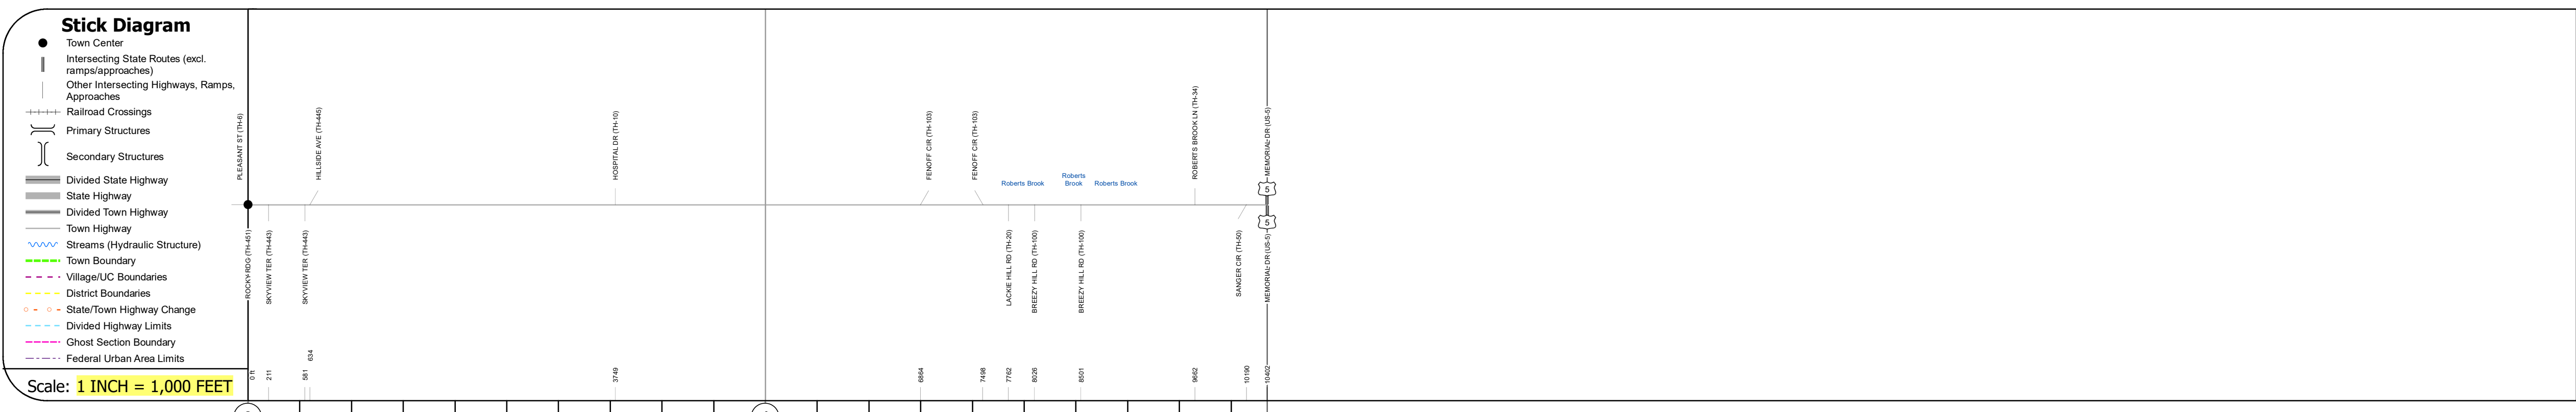 Stick Diagram
Town Center
Intersecting State Routes (excl.
ramps/approaches)
Other Intersecting Highways, Ramps,
Approaches
Railroad Crossings
Primary Structures
Secondary Structures
Divided State Highway
State Highway
Divided Town Highway
Town Highway
Streams (Hydraulic Structure)
Town Boundary
Village/UC Boundaries
District Boundaries
State/Town Highway Change
Divided Highway Limits
Ghost Section Boundary
Federal Urban Area Limits
Scale: 1 INCH = 1,000 FEET
PLEASANT ST (TH-6)
HILLSIDE AVE (TH-445)
HOSPITAL DR (TH-10)
FENOFF CIR (TH-103)
FENOFF CIR (TH-103)
ROBERTS BROOK LN (TH-34)
MEMORIAL DR (US-5)
Roberts Brook
Roberts
Brook
Roberts Brook
5
5
ROCKY RDG (TH-451)
SKYVIEW TER (TH-443)
SKYVIEW TER (TH-443)
LACKIE HILL RD (TH-20)
BREEZY HILL RD (TH-100)
BREEZY HILL RD (TH-100)
SANGER CIR (TH-50)
MEMORIAL DR (US-5)
0 ft
211
581
634
3749
6864
7498
7762
8026
8501
9662
10190
10402